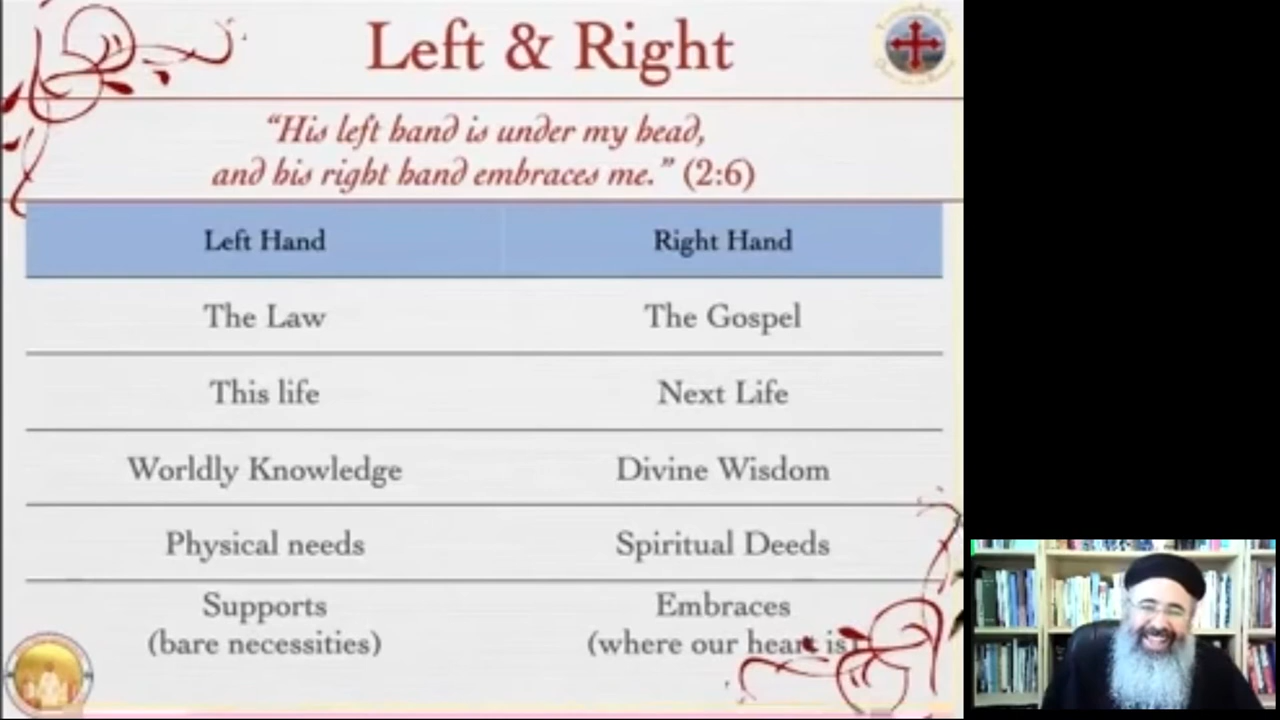 Left & Right
“His left hand is under my head,
and his right hand embraces me.” (2:6)
Left Hand
Right Hand
The Law
The Gospel
This life
Next Life
Worldly Knowledge
Divine Wisdom
Physical needs
Spiritual Deeds
Supports
(bare necessities)
Embraces
(where our heart is)